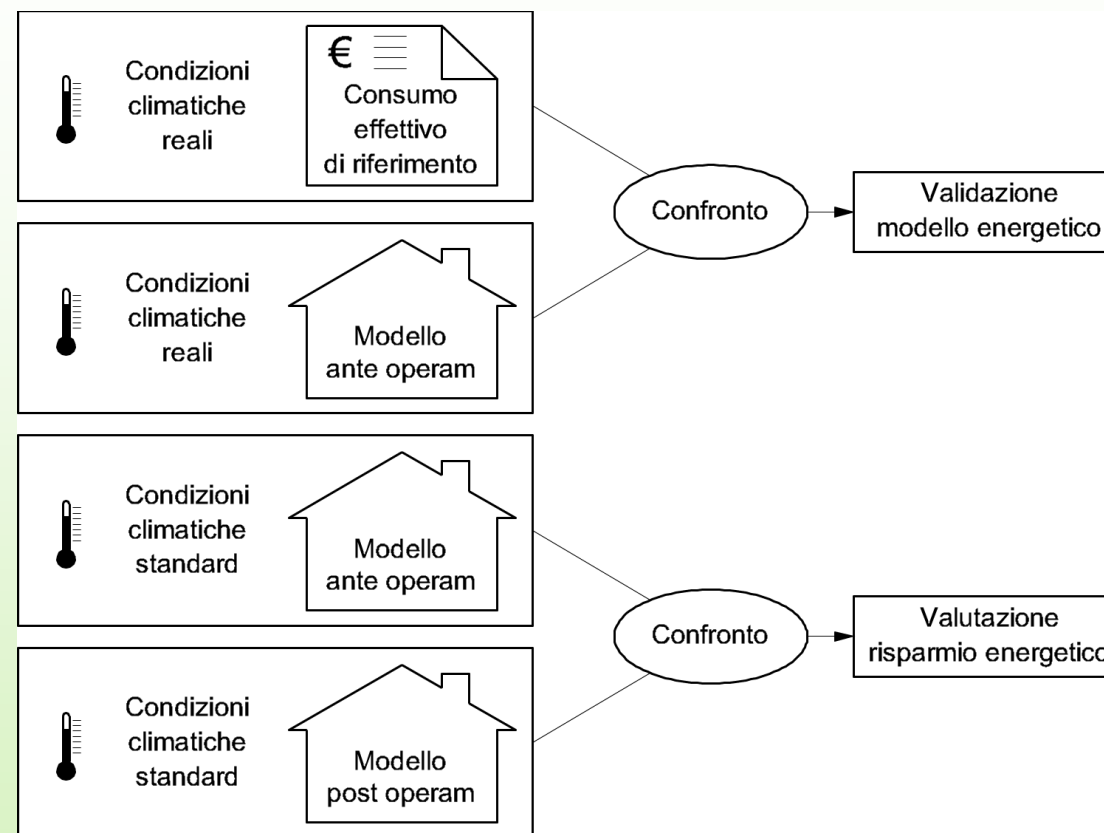 Condizioni
climatiche
reali
€
Consumo
effettivo
di riferimento
Confronto
Validazione
modello energetico
Condizioni
climatiche
reali
Modello
ante operam
Condizioni
climatiche
standard
Modello
ante operam
Confronto
Valutazione
risparmio energetico
Condizioni
climatiche
standard
Modello
post operam